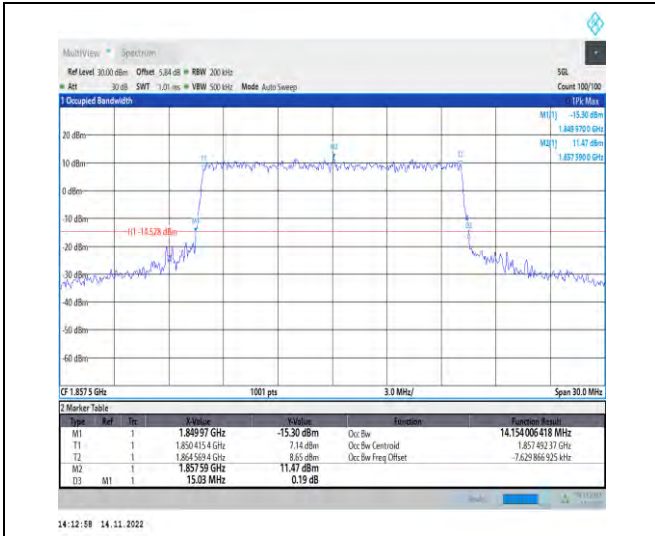 MultiView Spectrum
Ref Level 30.00 dBm Offset 5.84 dB RBW 200 kHz SGL
Att 30 dB SWT 1.01 ms VBW 500 kHz Mode Auto Sweep Count 100/100
1 Occupied Bandwidth 1Pk Max
M1[1] -15.30 dBm
1.849 970 0 GHz
20 dBm
M2[1] 11.47 dBm
1.857 590 0 GHz
M2
T1 T2
10 dBm
0 dBm
-10 dBm
M1 D3
H1 -14.528 dBm
-30 dBm
-40 dBm
-50 dBm
-60 dBm
CF 1.857 5 GHz 1001 pts 3.0 MHz/ Span 30.0 MHz
2 Marker Table
Type Ref Trc X-Value Y-Value Function Function Result
M1 1 1.849 97 GHz -15.30 dBm Occ Bw 14.154 006 418 MHz
T1 1 1.850 415 4 GHz 7.14 dBm Occ Bw Centroid 1.857 492 37 GHz
T2 1 1.864 569 4 GHz 8.65 dBm Occ Bw Freq Offset -7.629 866 925 kHz
M2 1 1.857 59 GHz 11.47 dBm
D3 M1 1 15.03 MHz 0.19 dB
14:12:58 14.11.2022